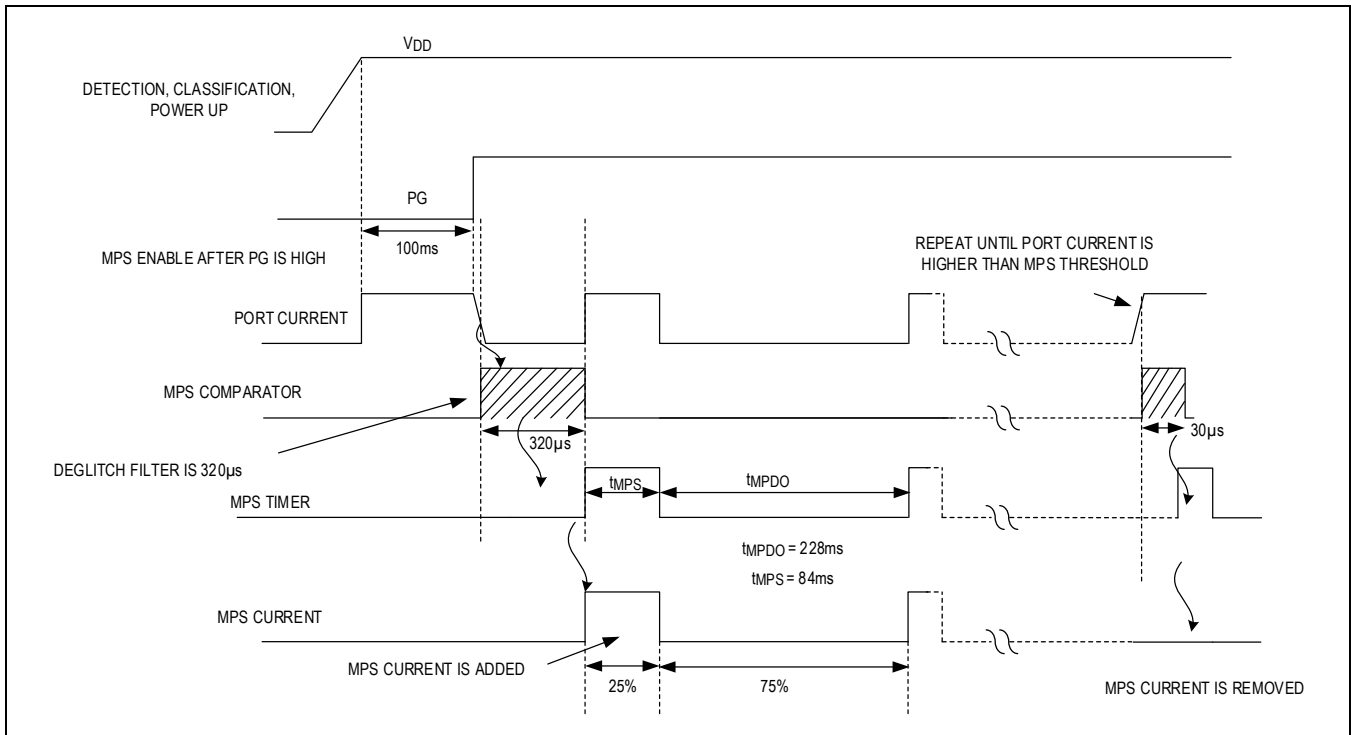 VDD
DETECTION, CLASSIFICATION,
POWER UP
PG
100ms
MPS ENABLE AFTER PG IS HIGH
REPEAT UNTIL PORT CURRENT IS
HIGHER THAN MPS THRESHOLD
PORT CURRENT
MPS COMPARATOR
320µs
30µs
DEGLITCH FILTER IS 320µs
MPS TIMER
tMPS
tMPDO
tMPDO = 228ms
tMPS = 84ms
MPS CURRENT
MPS CURRENT IS ADDED
25%
75%
MPS CURRENT IS REMOVED